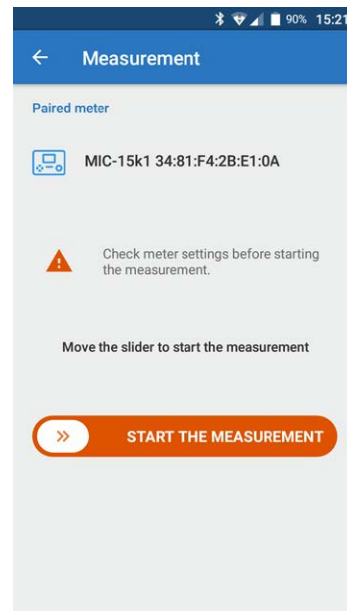 90% 15:21
Measurement
Paired meter
MIC-15k1 34:81:F4:2B:E1:0A
Check meter settings before starting
the measurement.
Move the slider to start the measurement
START THE MEASUREMENT